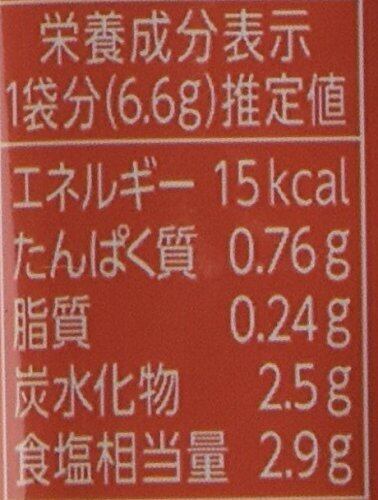 栄養成分表示
1袋分(6.6g)推定値
エネルギー 15kcal
たんぱく質 0.76g
脂質 0.24g
炭水化物 2.5g
食塩相当量 2.9g